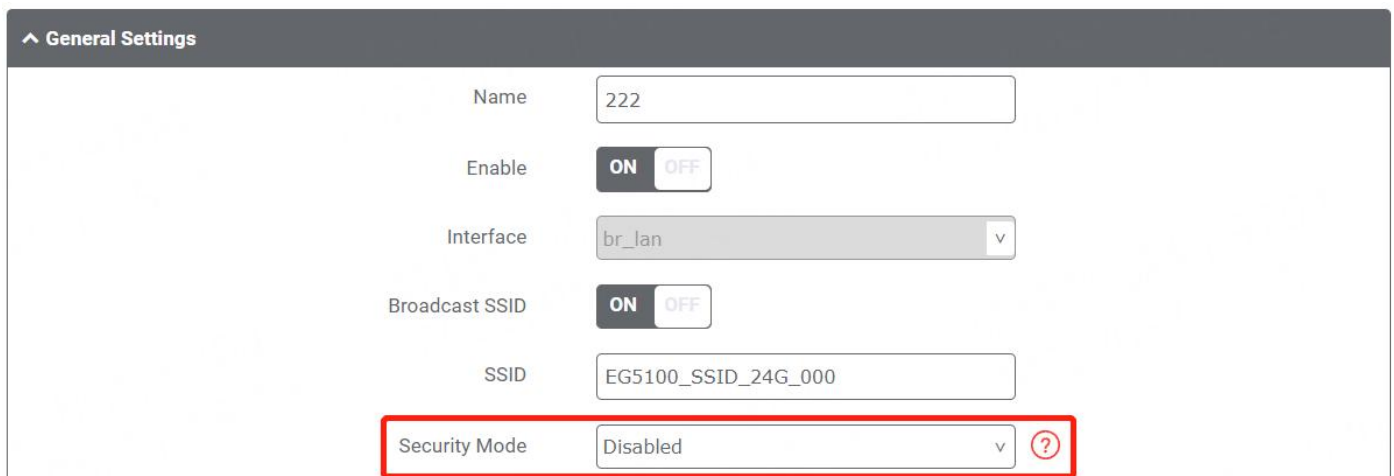 General Settings
Name 222
Enable ON OFF
Interface br_lan v
Broadcast SSID ON OFF
SSID EG5100_SSID_24G_000
Security Mode Disabled v ?